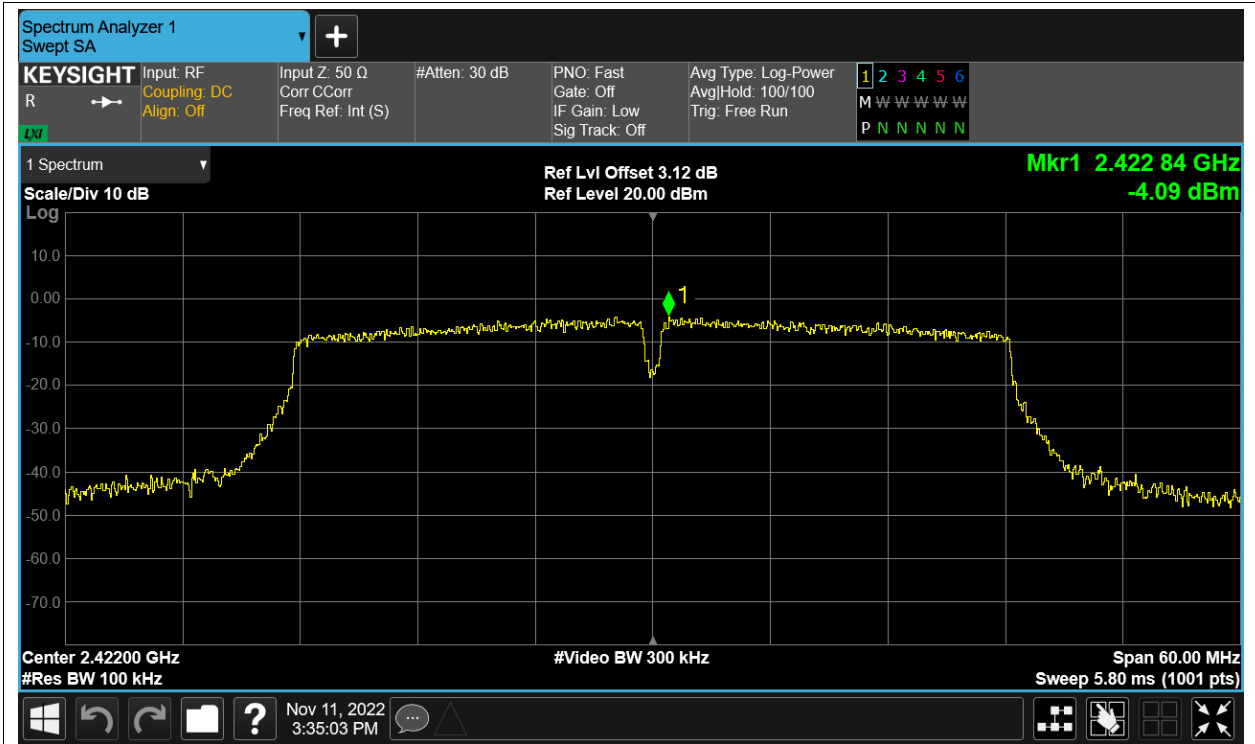 Spectrum Analyzer 1
Swept SA
+
KEYSIGHT
R
LXI
Input: RF
Coupling: DC
Align: Off
Input Z: 50 Ω
Corr CCorr
Freq Ref: Int (S)
#Atten: 30 dB
PNO: Fast
Gate: Off
IF Gain: Low
Sig Track: Off
Avg Type: Log-Power
Avg|Hold: 100/100
Trig: Free Run
1 2 3 4 5 6
M W W W W W
P N N N N N
1 Spectrum
Scale/Div 10 dB
Log
Ref Lvl Offset 3.12 dB
Ref Level 20.00 dBm
Mkr1 2.422 84 GHz
-4.09 dBm
10.0
0.00
-10.0
-20.0
-30.0
-40.0
-50.0
-60.0
-70.0
1
Center 2.42200 GHz
#Res BW 100 kHz
#Video BW 300 kHz
Span 60.00 MHz
Sweep 5.80 ms (1001 pts)
?
Nov 11, 2022
3:35:03 PM